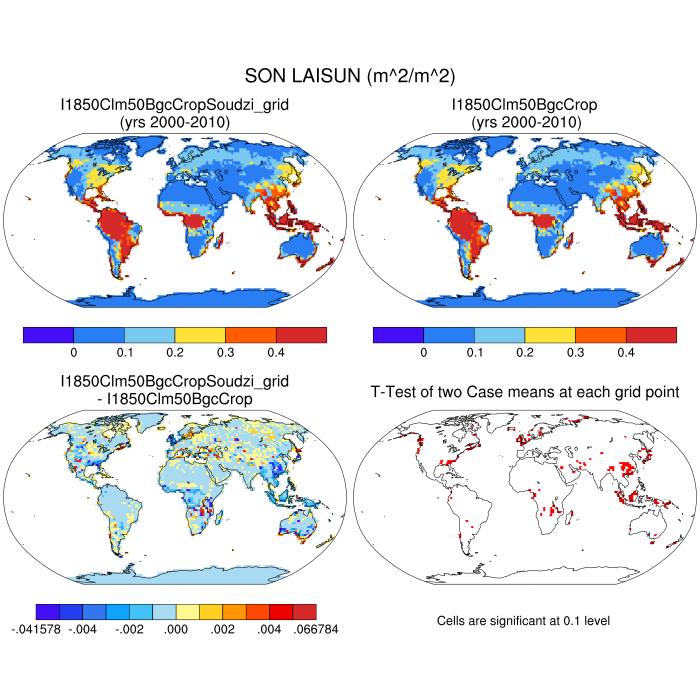 SON LAISUN (m^2/m^2)
I1850Clm50BgcCropSoudzi_grid
(yrs 2000-2010)
I1850Clm50BgcCrop
(yrs 2000-2010)
0 0.1 0.2 0.3 0.4
0 0.1 0.2 0.3 0.4
I1850Clm50BgcCropSoudzi_grid
- I1850Clm50BgcCrop
T-Test of two Case means at each grid point
-.041578 -.004 -.002 .000 .002 .004 .066784
Cells are significant at 0.1 level